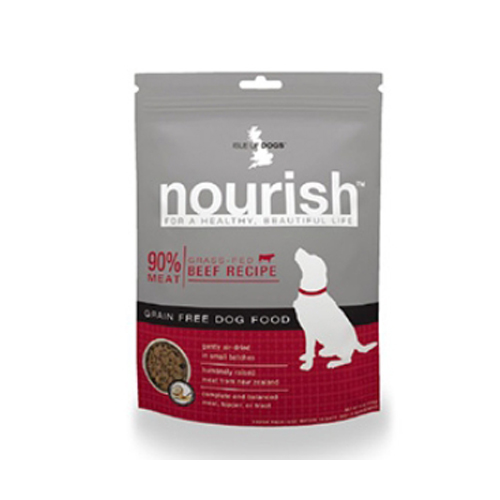 ISLE OF DOGS
nourish™
FOR A HEALTHY, BEAUTIFUL LIFE
90% MEAT
GRASS-FED
BEEF RECIPE
GRAIN FREE DOG FOOD
gently air-dried
in small batches
humanely raised
meat from new zealand
complete and balanced
meal, topper, or treat